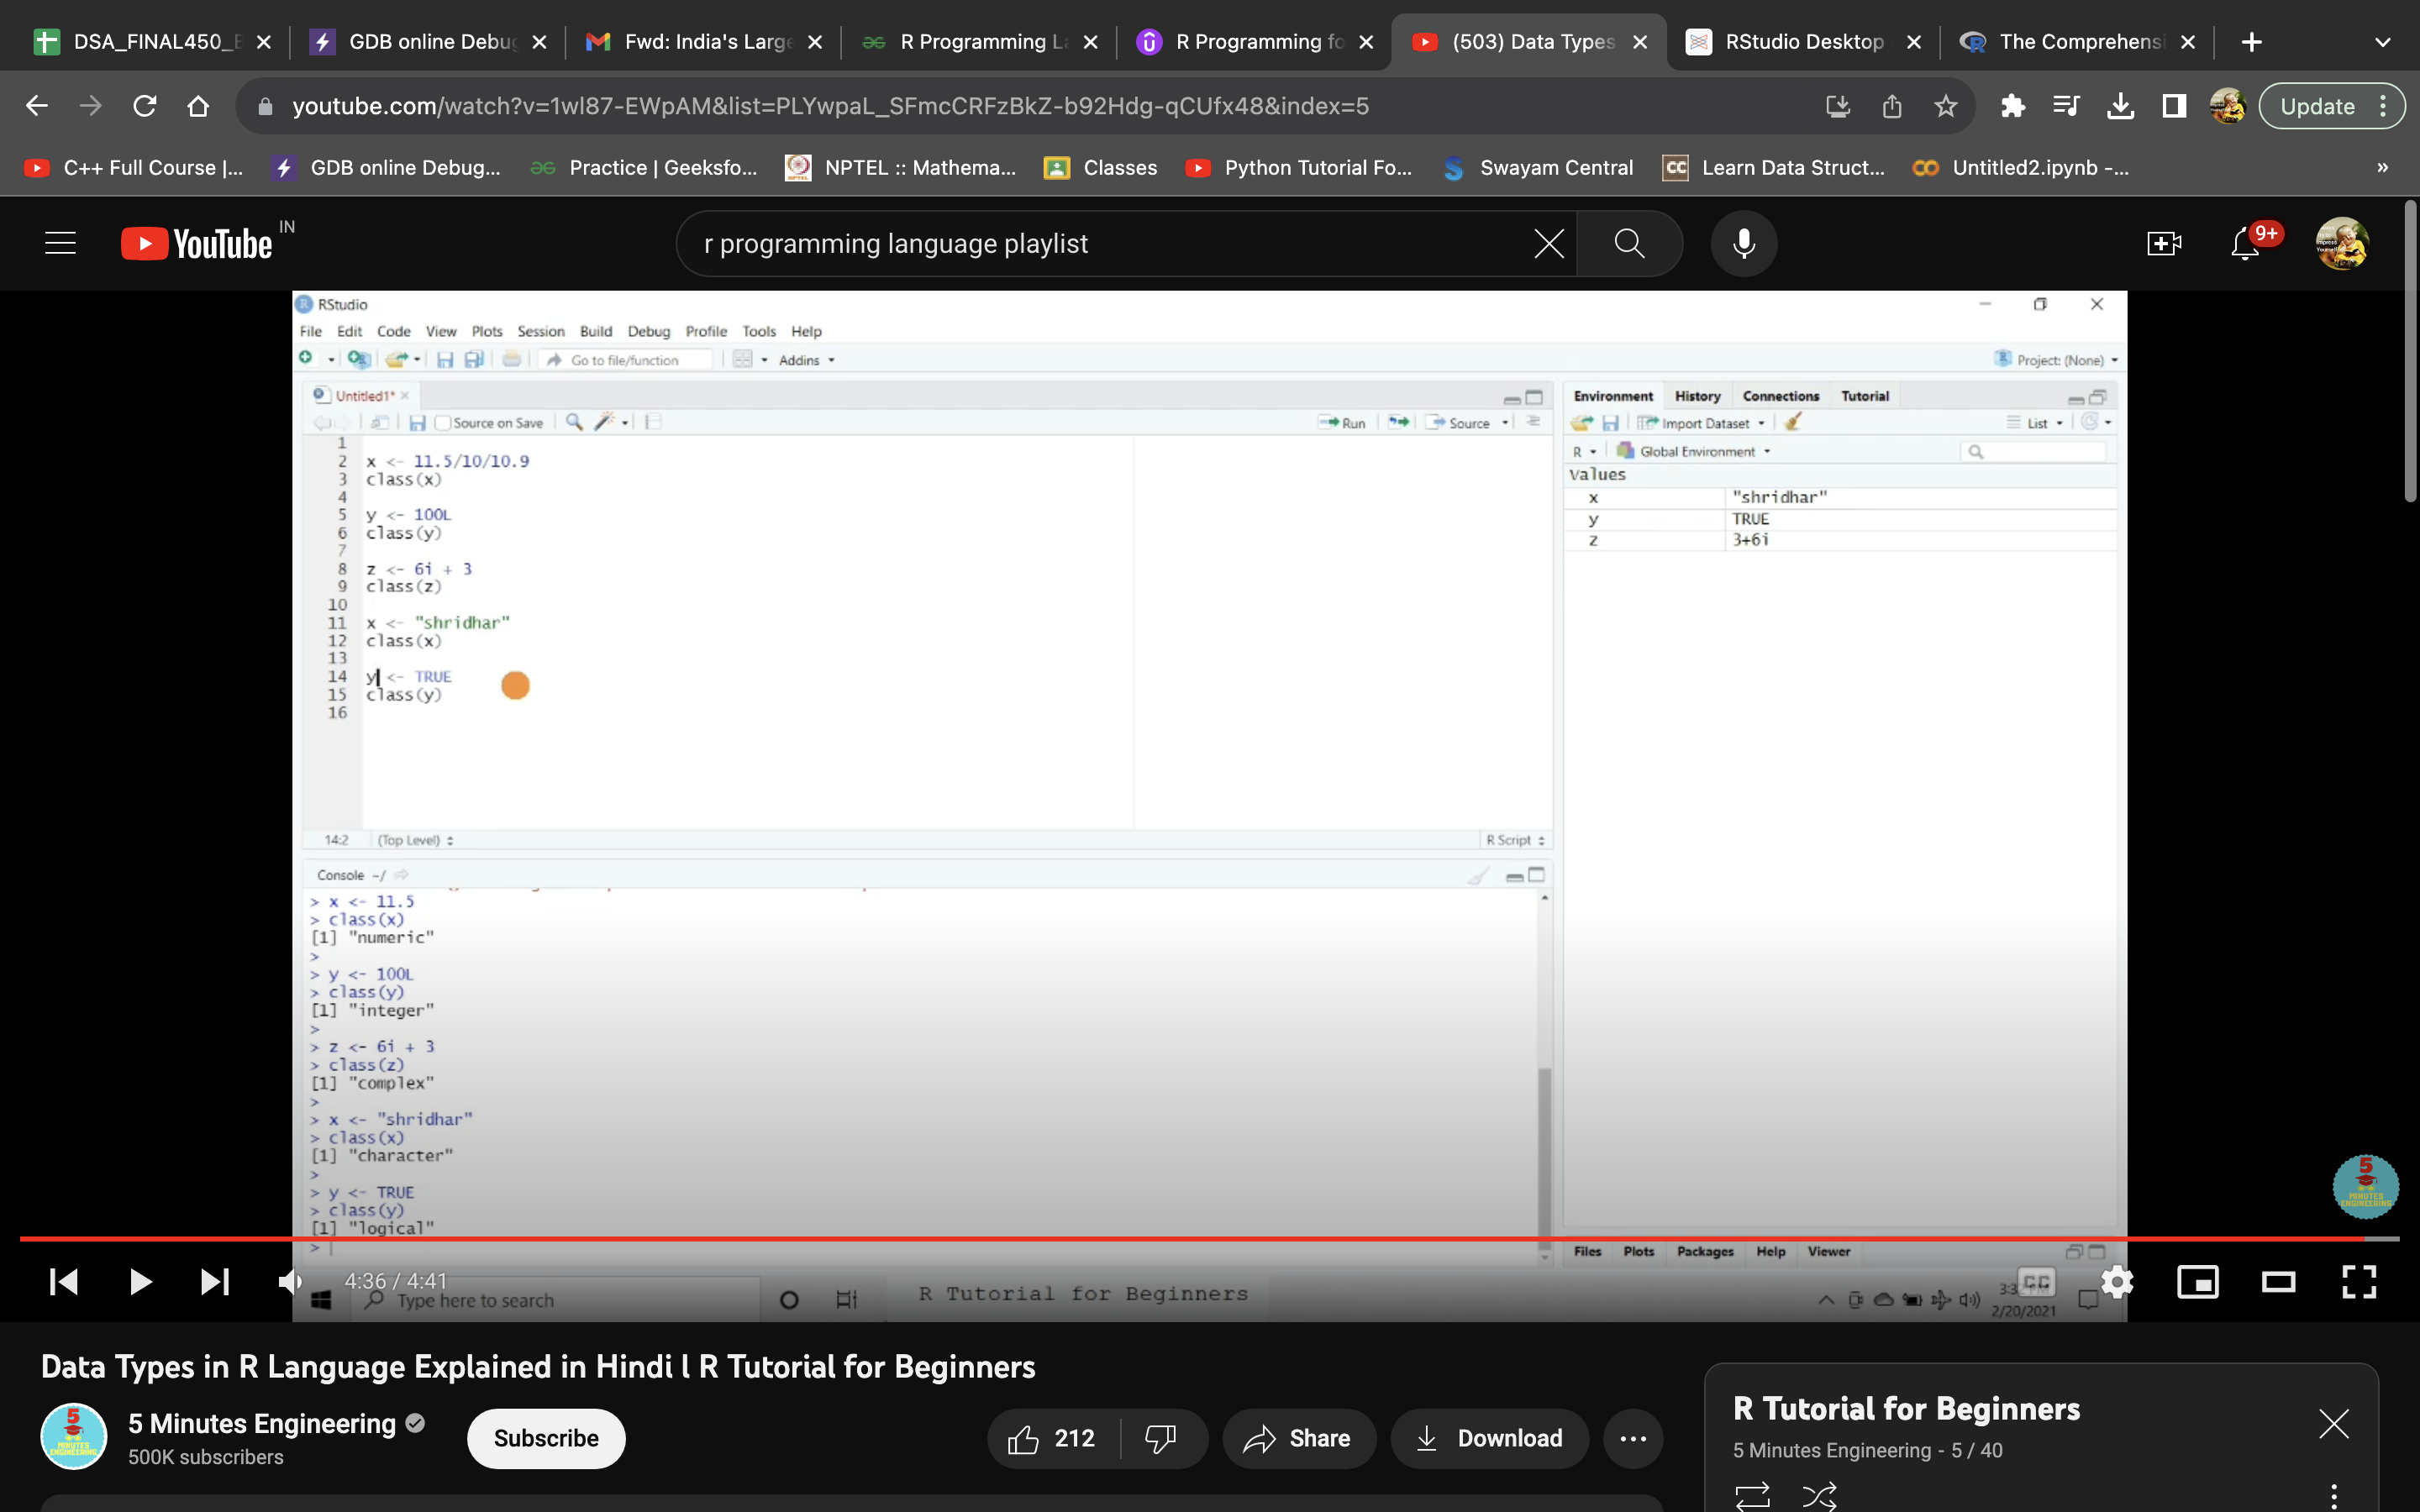 DSA_FINAL450_
GDB online Debug
Fwd: India's Large
R Programming La
R Programming fo
(503) Data Types
RStudio Desktop
The Comprehensi
youtube.com/watch?v=1wl87-EWpAM&list=PLYwpaL_SFmcCRFzBkZ-b92Hdg-qCUfx48&index=5
Update
C++ Full Course |...
GDB online Debug...
Practice | Geeksfo...
NPTEL :: Mathema...
Classes
Python Tutorial Fo...
Swayam Central
Learn Data Struct...
Untitled2.ipynb -...
»
YouTube IN
r programming language playlist
9+
RStudio
File Edit Code View Plots Session Build Debug Profile Tools Help
Go to file/function
Addins
Project: (None)
Untitled1*
Source on Save
Run
Source
1
2 x <- 11.5/10/10.9
3 class(x)
4
5 y <- 100L
6 class(y)
7
8 z <- 6i + 3
9 class(z)
10
11 x <- "shridhar"
12 class(x)
13
14 y <- TRUE
15 class(y)
16
14:2 (Top Level) R Script
Environment History Connections Tutorial
Import Dataset
List
R Global Environment
Values
x "shridhar"
y TRUE
z 3+6i
Console ~/
> x <- 11.5
> class(x)
[1] "numeric"
>
> y <- 100L
> class(y)
[1] "integer"
>
> z <- 6i + 3
> class(z)
[1] "complex"
>
> x <- "shridhar"
> class(x)
[1] "character"
>
> y <- TRUE
> class(y)
[1] "logical"
>
Files Plots Packages Help Viewer
5 MINUTES ENGINEERING
4:36 / 4:41
Type here to search
R Tutorial for Beginners
2/20/2021
Data Types in R Language Explained in Hindi l R Tutorial for Beginners
5 MINUTES ENGINEERING
5 Minutes Engineering
500K subscribers
Subscribe
212
Share
Download
R Tutorial for Beginners
5 Minutes Engineering - 5 / 40